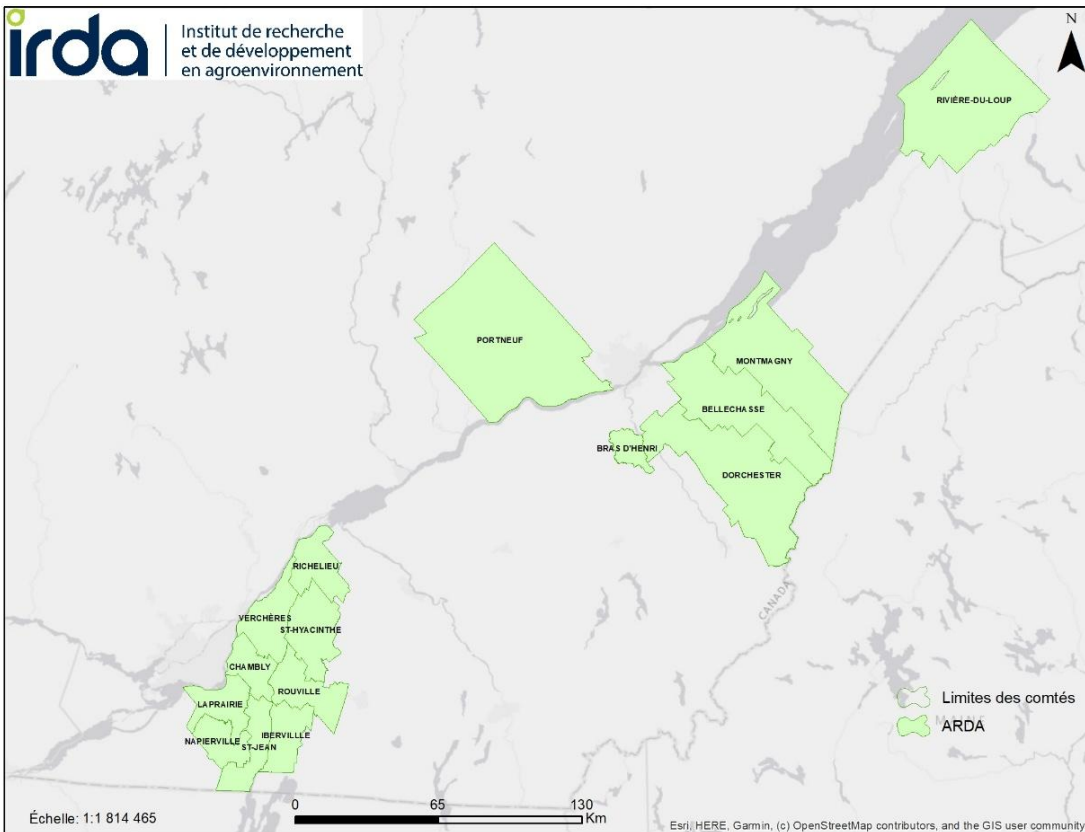 irda
Institut de recherche
et de développement
en agroenvironnement
N
RIVIÈRE-DU-LOUP
PORTNEUF
MONTMAGNY
BELLECHASSE
BRAS D'HENRI
DORCHESTER
RICHELIEU
CANADA
VERCHÈRES
ST-HYACINTHE
CHAMBLY
ROUVILLE
LAPRAIRIE
Limites des comtés
MAINE
ARDA
IBERVILLLE
NAPIERVILLE
ST-JEAN
0 65 130
Km
Échelle: 1:1 814 465
Esri, HERE, Garmin, (c) OpenStreetMap contributors, and the GIS user community